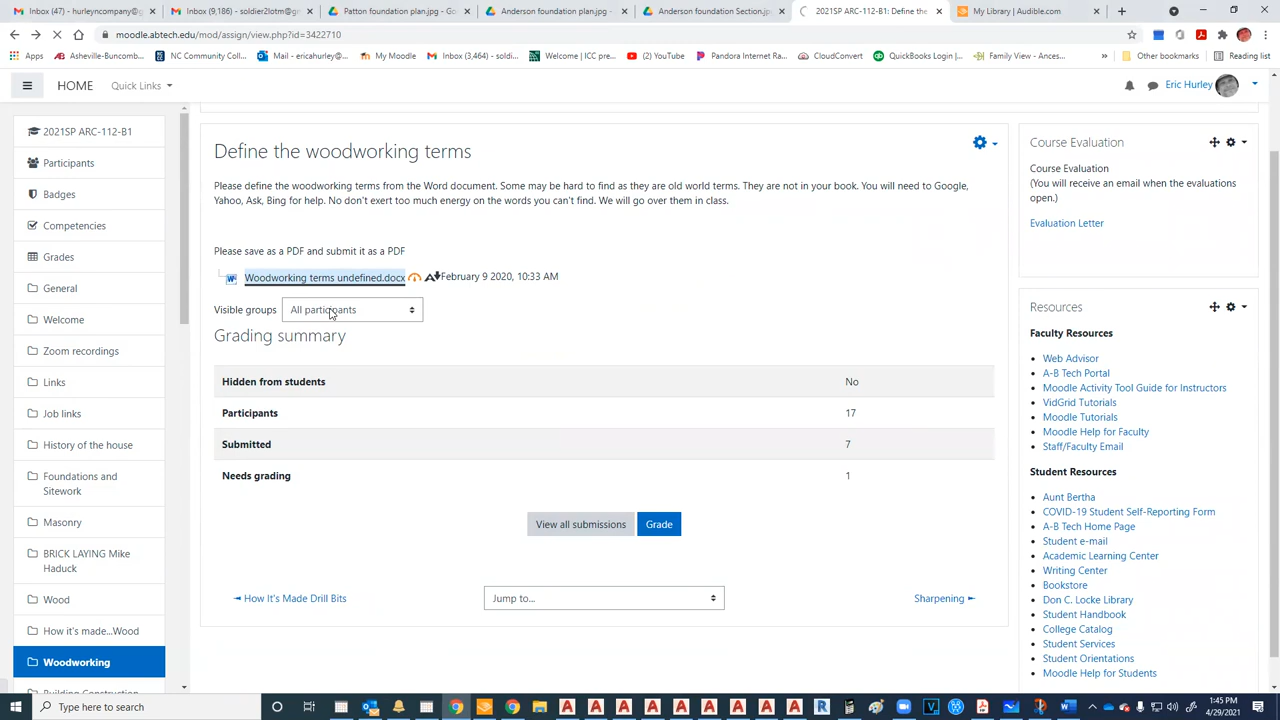 Inbox (47) - hurleycompany@g
Inbox (9,186) - soldier2lotm@g
Patton foundation plan.jpg - Go
Anderson foundation plan.jpg -
Anderson foundation Section.jp
2021SP ARC-112-B1: Define the
My Library | Audible.com
moodle.abtech.edu/mod/assign/view.php?id=3422710
Asheville-Buncomb...
NC Community Coll...
Mail - ericahurley@...
My Moodle
Inbox (3,464) - soldi...
Welcome | ICC pre...
(2) YouTube
Pandora Internet Ra...
CloudConvert
QuickBooks Login |...
Family View - Ances...
Other bookmarks
Reading list
HOME
Quick Links
Eric Hurley
2021SP ARC-112-B1
Participants
Badges
Competencies
Grades
General
Welcome
Zoom recordings
Links
Job links
History of the house
Foundations and
Sitework
Masonry
BRICK LAYING Mike
Haduck
Wood
How it's made...Wood
Woodworking
Building Construction
Define the woodworking terms
Please define the woodworking terms from the Word document. Some may be hard to find as they are old world terms. They are not in your book. You will need to Google,
Yahoo, Ask, Bing for help. No don't exert too much energy on the words you can't find. We will go over them in class.
Please save as a PDF and submit it as a PDF
Woodworking terms undefined.docx
February 9 2020, 10:33 AM
Visible groups
All participants
Grading summary
Hidden from students No
Participants 17
Submitted 7
Needs grading 1
View all submissions
Grade
◄ How It's Made Drill Bits
Jump to...
Sharpening ►
Course Evaluation
Course Evaluation
(You will receive an email when the evaluations
open.)
Evaluation Letter
Resources
Faculty Resources
Web Advisor
A-B Tech Portal
Moodle Activity Tool Guide for Instructors
VidGrid Tutorials
Moodle Tutorials
Moodle Help for Faculty
Staff/Faculty Email
Student Resources
Aunt Bertha
COVID-19 Student Self-Reporting Form
A-B Tech Home Page
Student e-mail
Academic Learning Center
Writing Center
Bookstore
Don C. Locke Library
Student Handbook
College Catalog
Student Services
Student Orientations
Moodle Help for Students
Type here to search
1:45 PM
4/29/2021